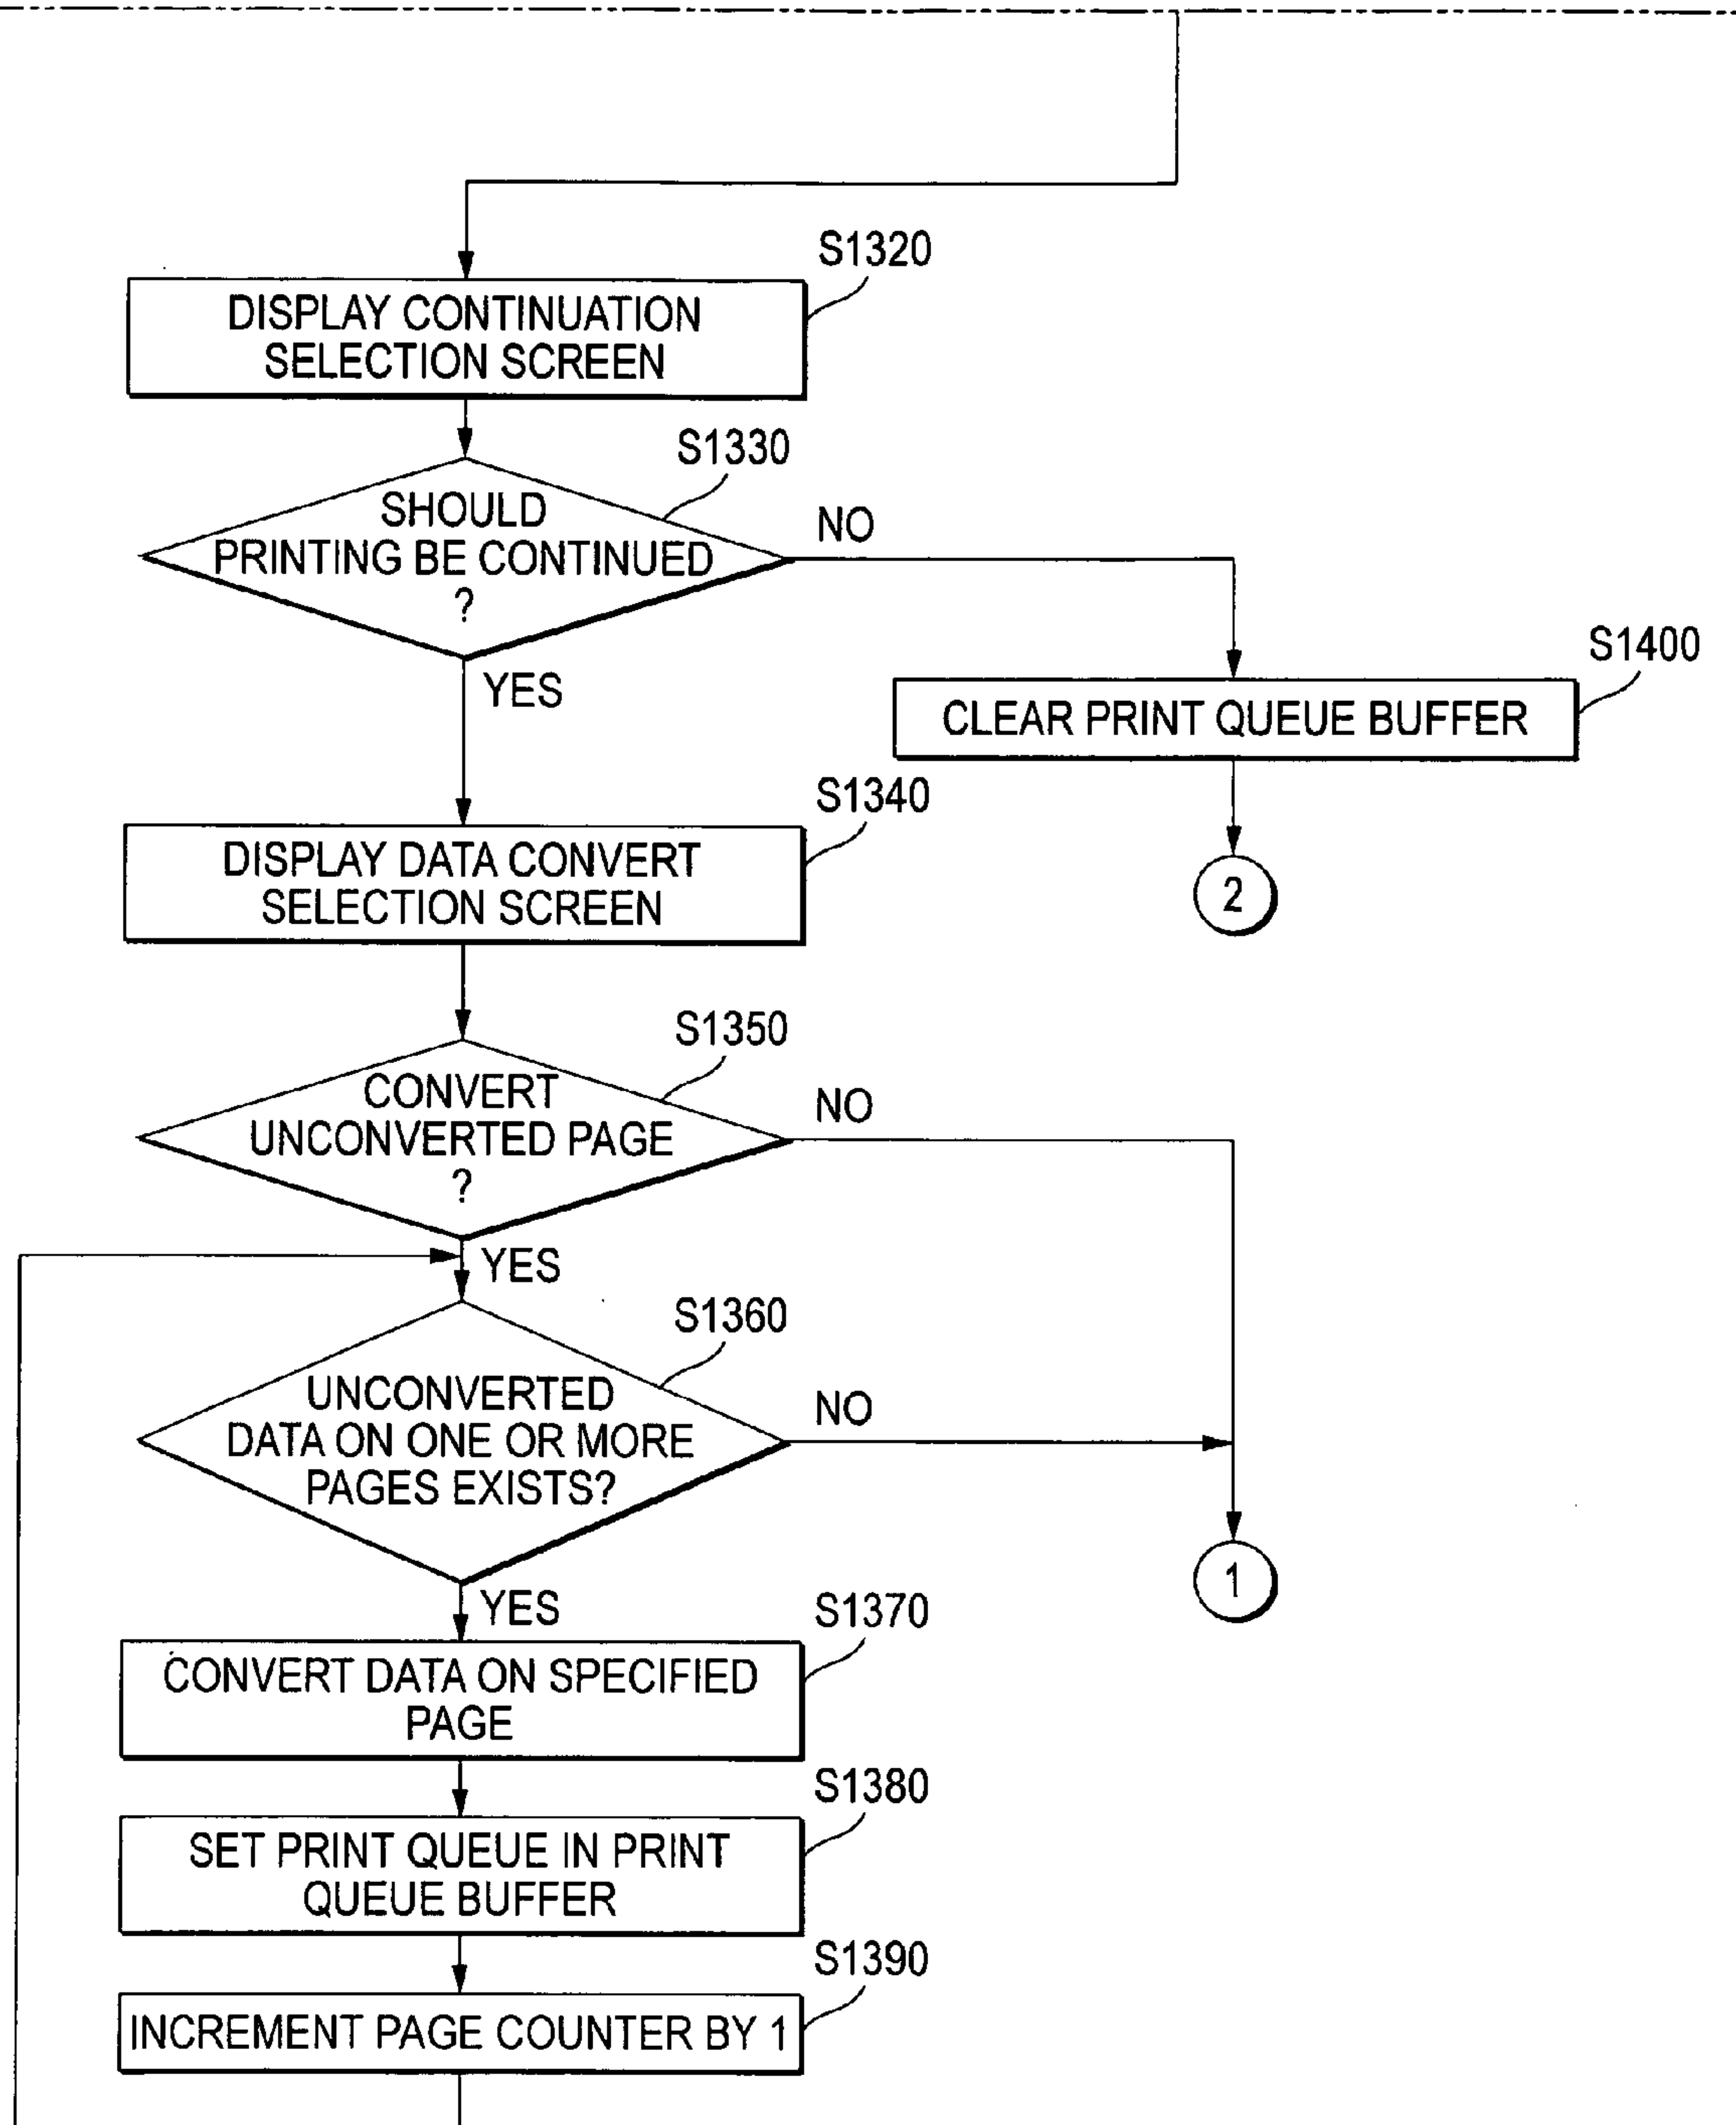 S1320
DISPLAY CONTINUATION
SELECTION SCREEN
S1330
SHOULD
PRINTING BE CONTINUED
?
NO
YES
S1400
CLEAR PRINT QUEUE BUFFER
2
S1340
DISPLAY DATA CONVERT
SELECTION SCREEN
S1350
CONVERT
UNCONVERTED PAGE
?
NO
YES
S1360
UNCONVERTED
DATA ON ONE OR MORE
PAGES EXISTS?
NO
1
YES
S1370
CONVERT DATA ON SPECIFIED
PAGE
S1380
SET PRINT QUEUE IN PRINT
QUEUE BUFFER
S1390
INCREMENT PAGE COUNTER BY 1